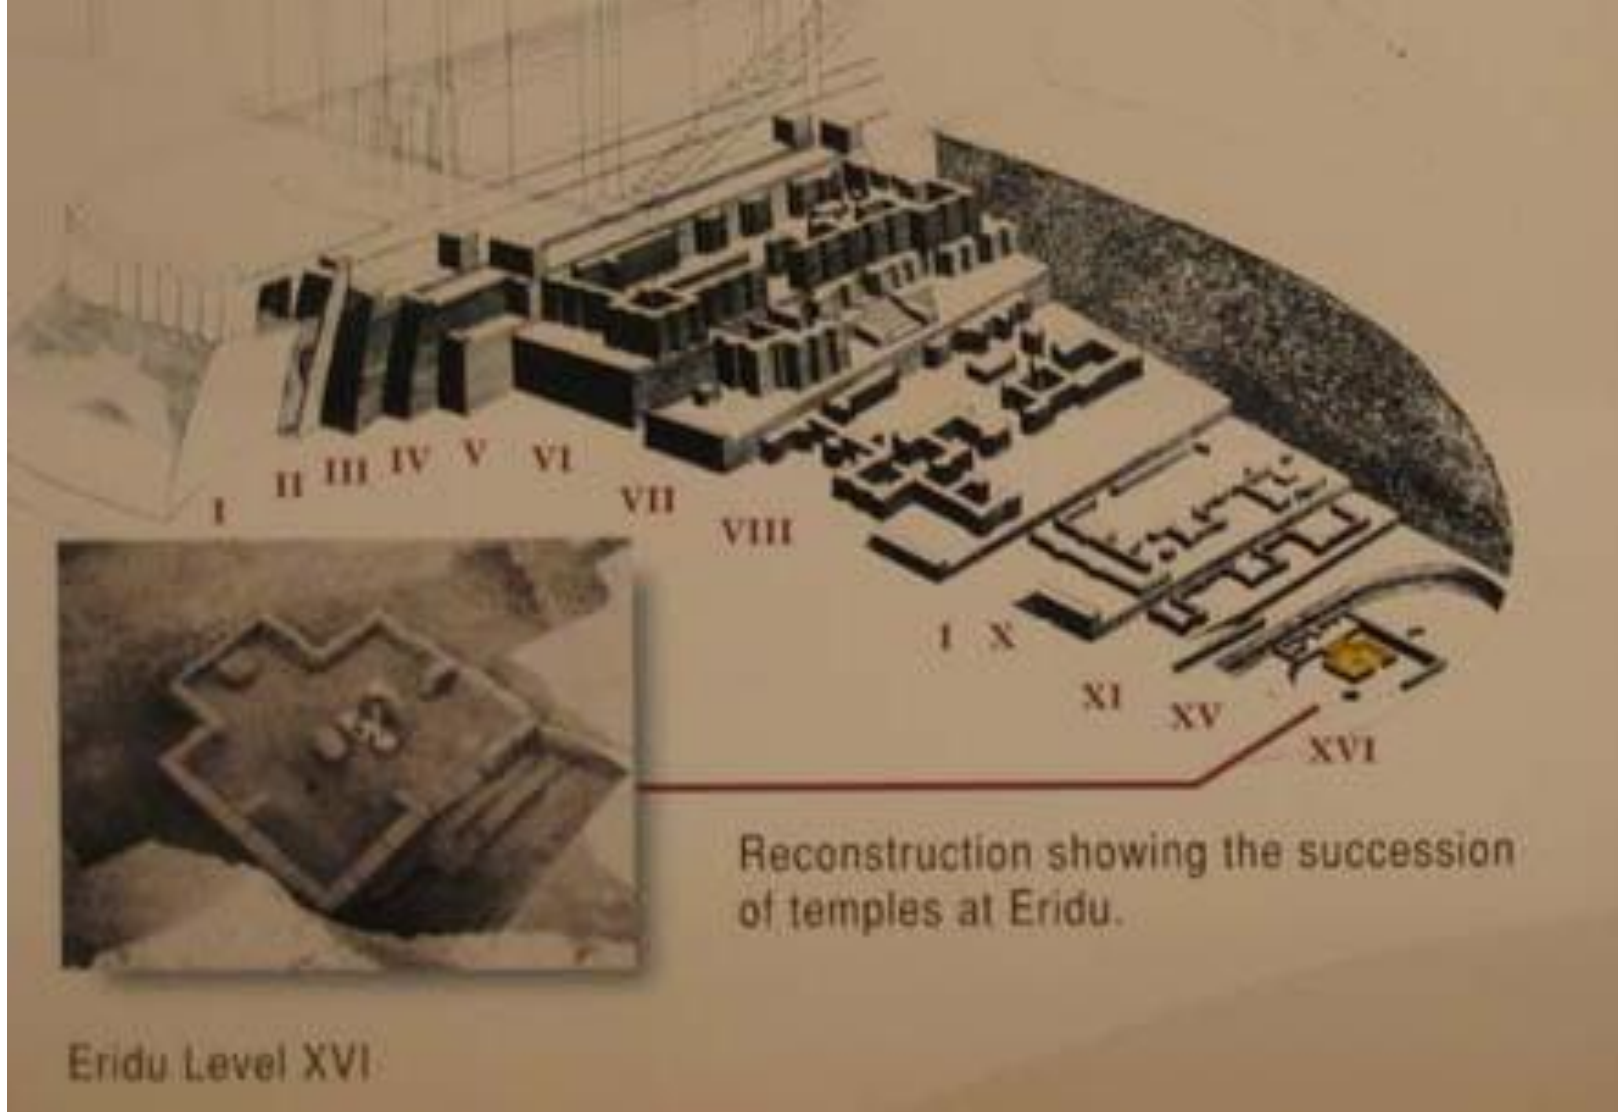 I II III IV V VI VII VIII I X XI XV XVI
Reconstruction showing the succession
of temples at Eridu.
Eridu Level XVI